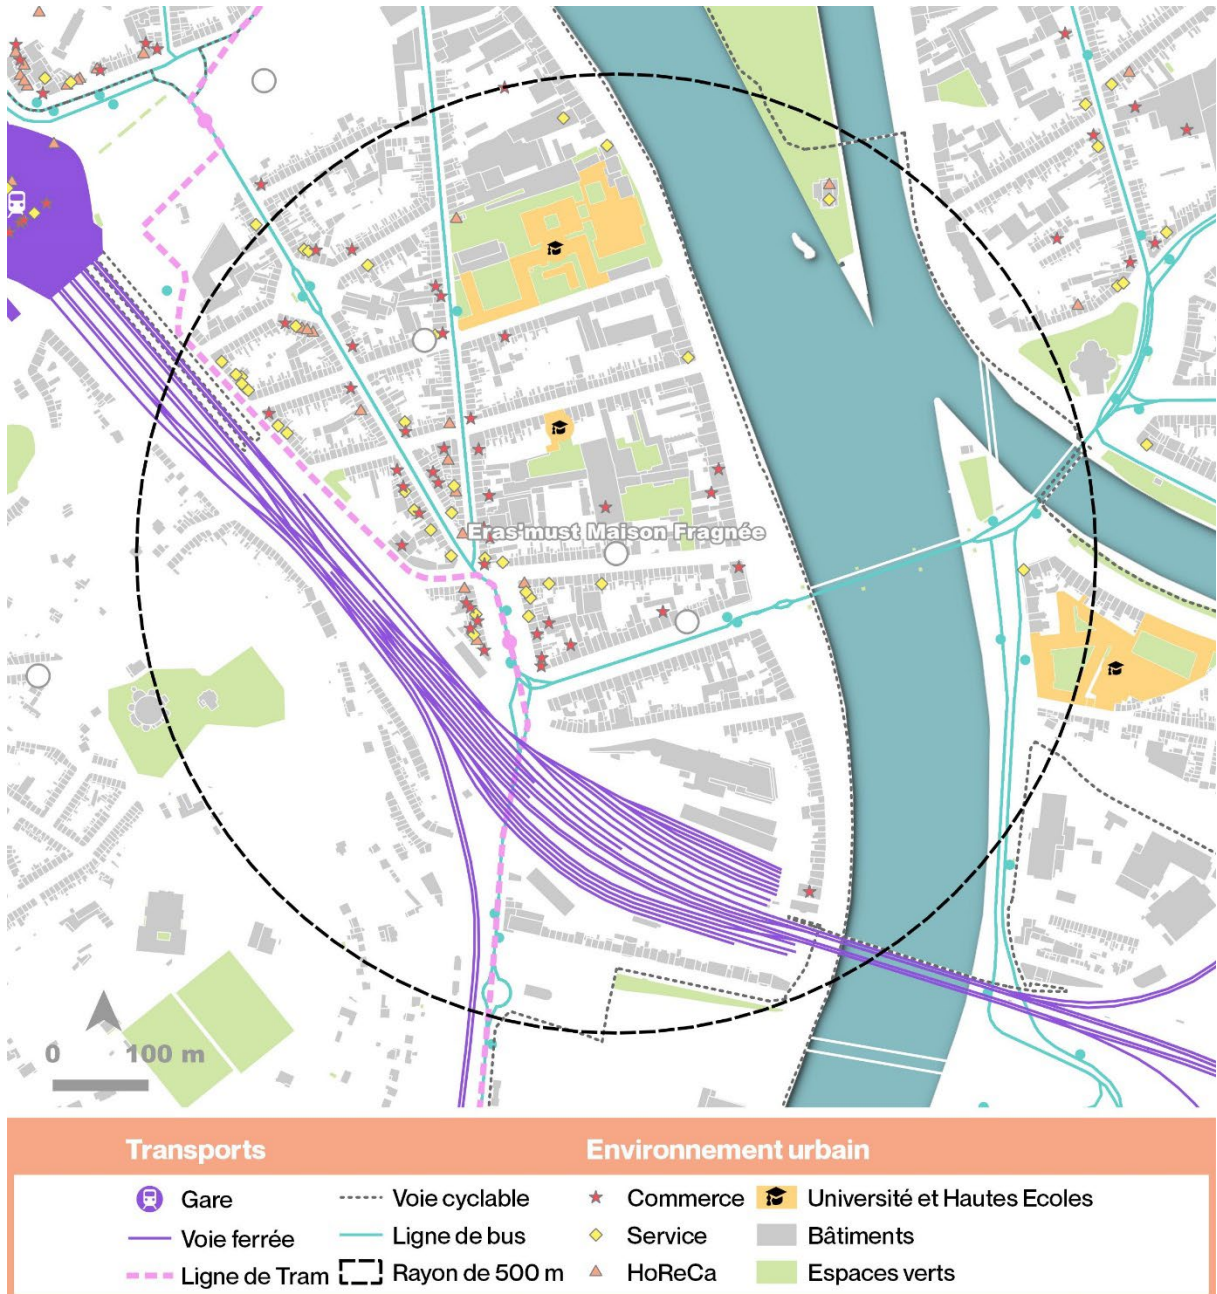 Eras'must Maison Fragnée
0 100 m
Transports
Environnement urbain
Gare
Voie cyclable
Commerce
Université et Hautes Ecoles
Voie ferrée
Ligne de bus
Service
Bâtiments
Ligne de Tram
Rayon de 500 m
HoReCa
Espaces verts